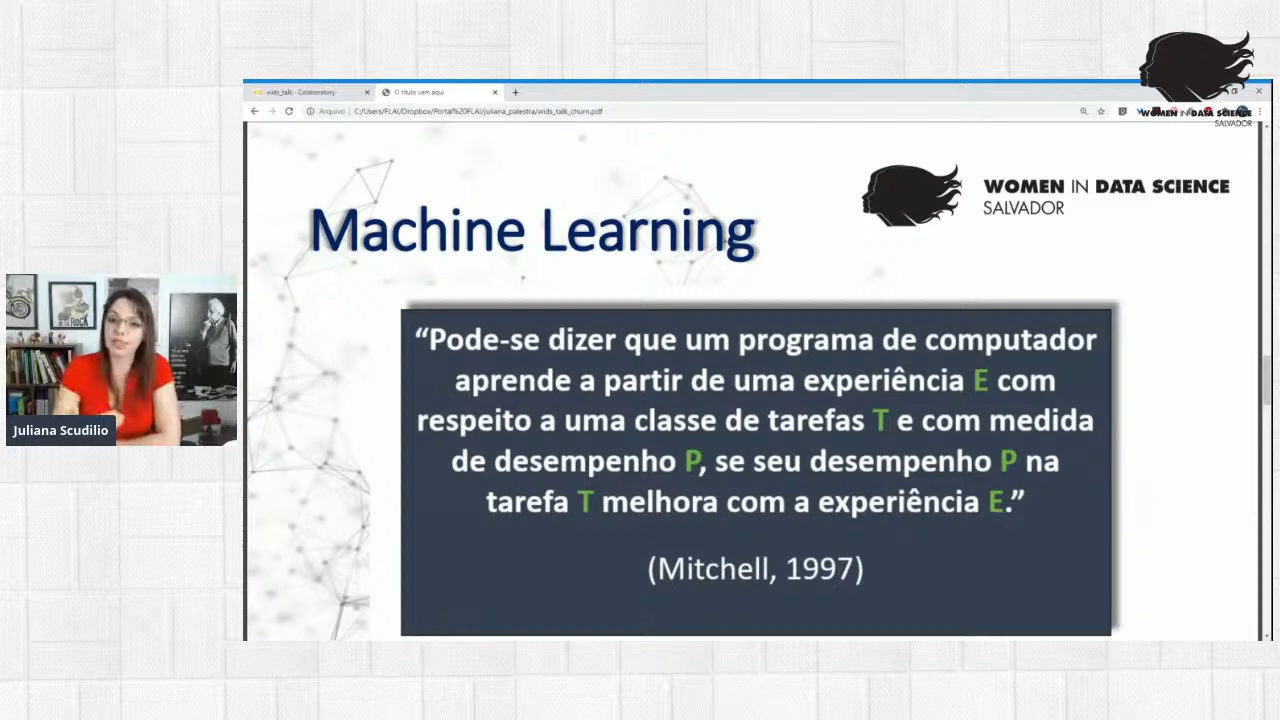 WOMEN IN DATA SCIENCE
SALVADOR
wids_talk - Colaboratory
O título vem aqui
Arquivo | C:/Users/FLAI/Dropbox/Portal%20FLAI/juliana_palestra/wids_talk_churn.pdf
WOMEN IN DATA SCIENCE
SALVADOR
Machine Learning
“Pode-se dizer que um programa de computador
aprende a partir de uma experiência E com
respeito a uma classe de tarefas T e com medida
de desempenho P, se seu desempenho P na
tarefa T melhora com a experiência E.”
(Mitchell, 1997)
ROCK
Juliana Scudilio